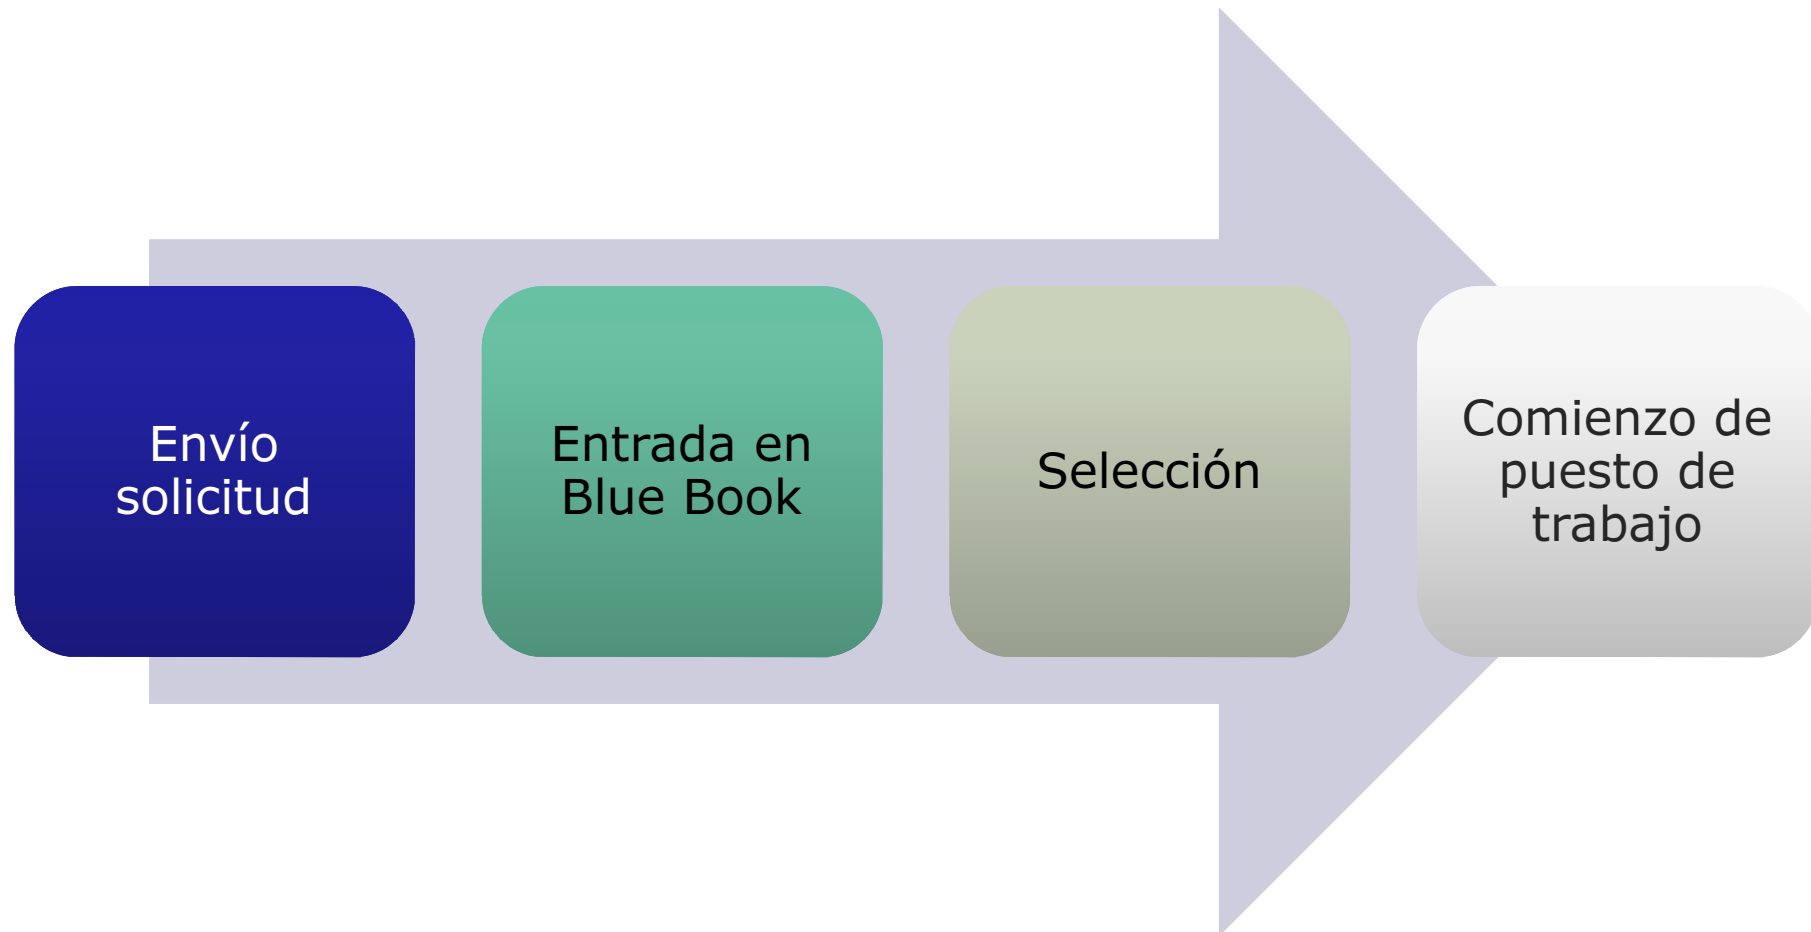 Envío
solicitud
Entrada en
Blue Book
Selección
Comienzo de
puesto de
trabajo